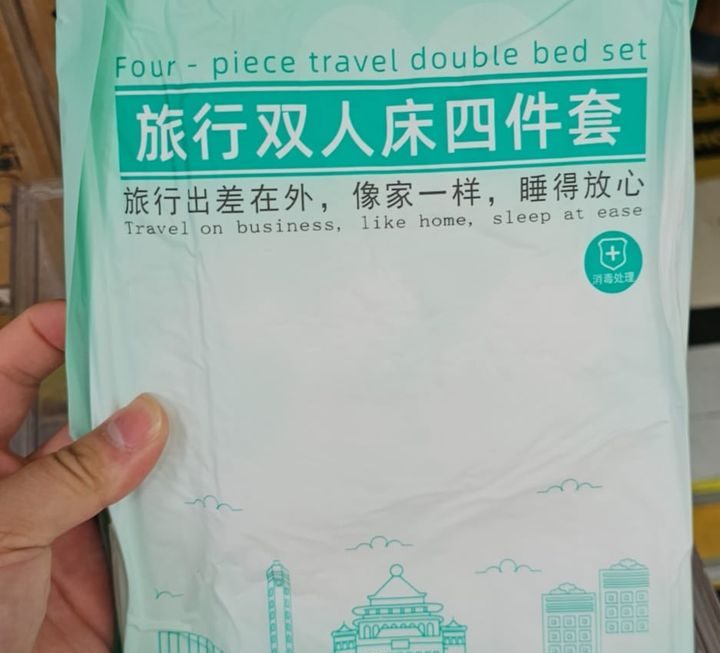 Four - piece travel double bed set
旅行双人床四件套
旅行出差在外，像家一样，睡得放心
Travel on business, like home, sleep at ease
消毒处理